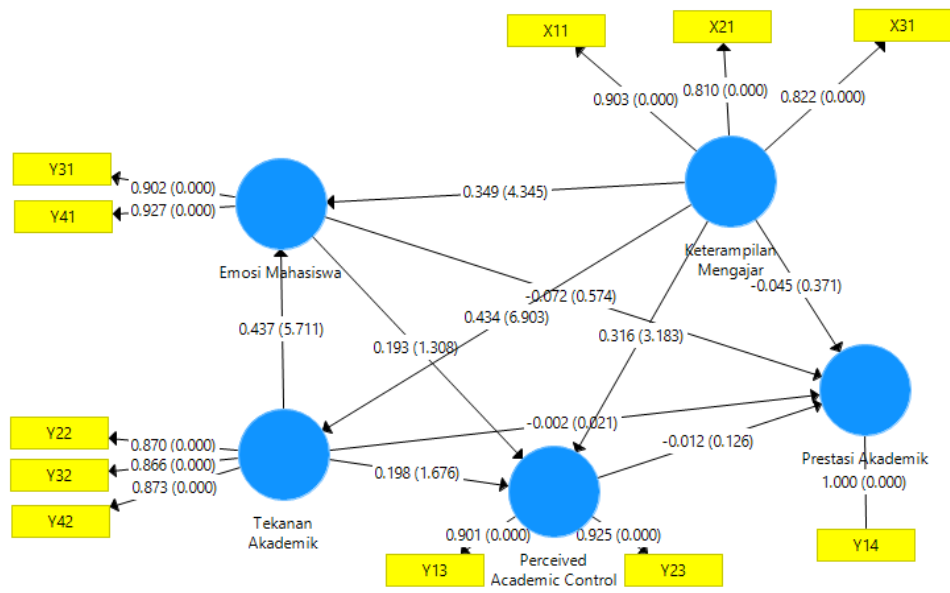 X11
X21
X31
0.903 (0.000)
0.810 (0.000)
0.822 (0.000)
Y31
Y41
0.902 (0.000)
0.927 (0.000)
0.349 (4.345)
Emosi Mahasiswa
Keterampilan
Mengajar
-0.072 (0.574)
-0.045 (0.371)
0.434 (6.903)
0.437 (5.711)
0.193 (1.308)
0.316 (3.183)
Y22
Y32
Y42
0.870 (0.000)
0.866 (0.000)
0.873 (0.000)
-0.002 (0.021)
-0.012 (0.126)
0.198 (1.676)
Prestasi Akademik
1.000 (0.000)
Tekanan
Akademik
0.901 (0.000)
0.925 (0.000)
Y13
Perceived
Academic Control
Y23
Y14